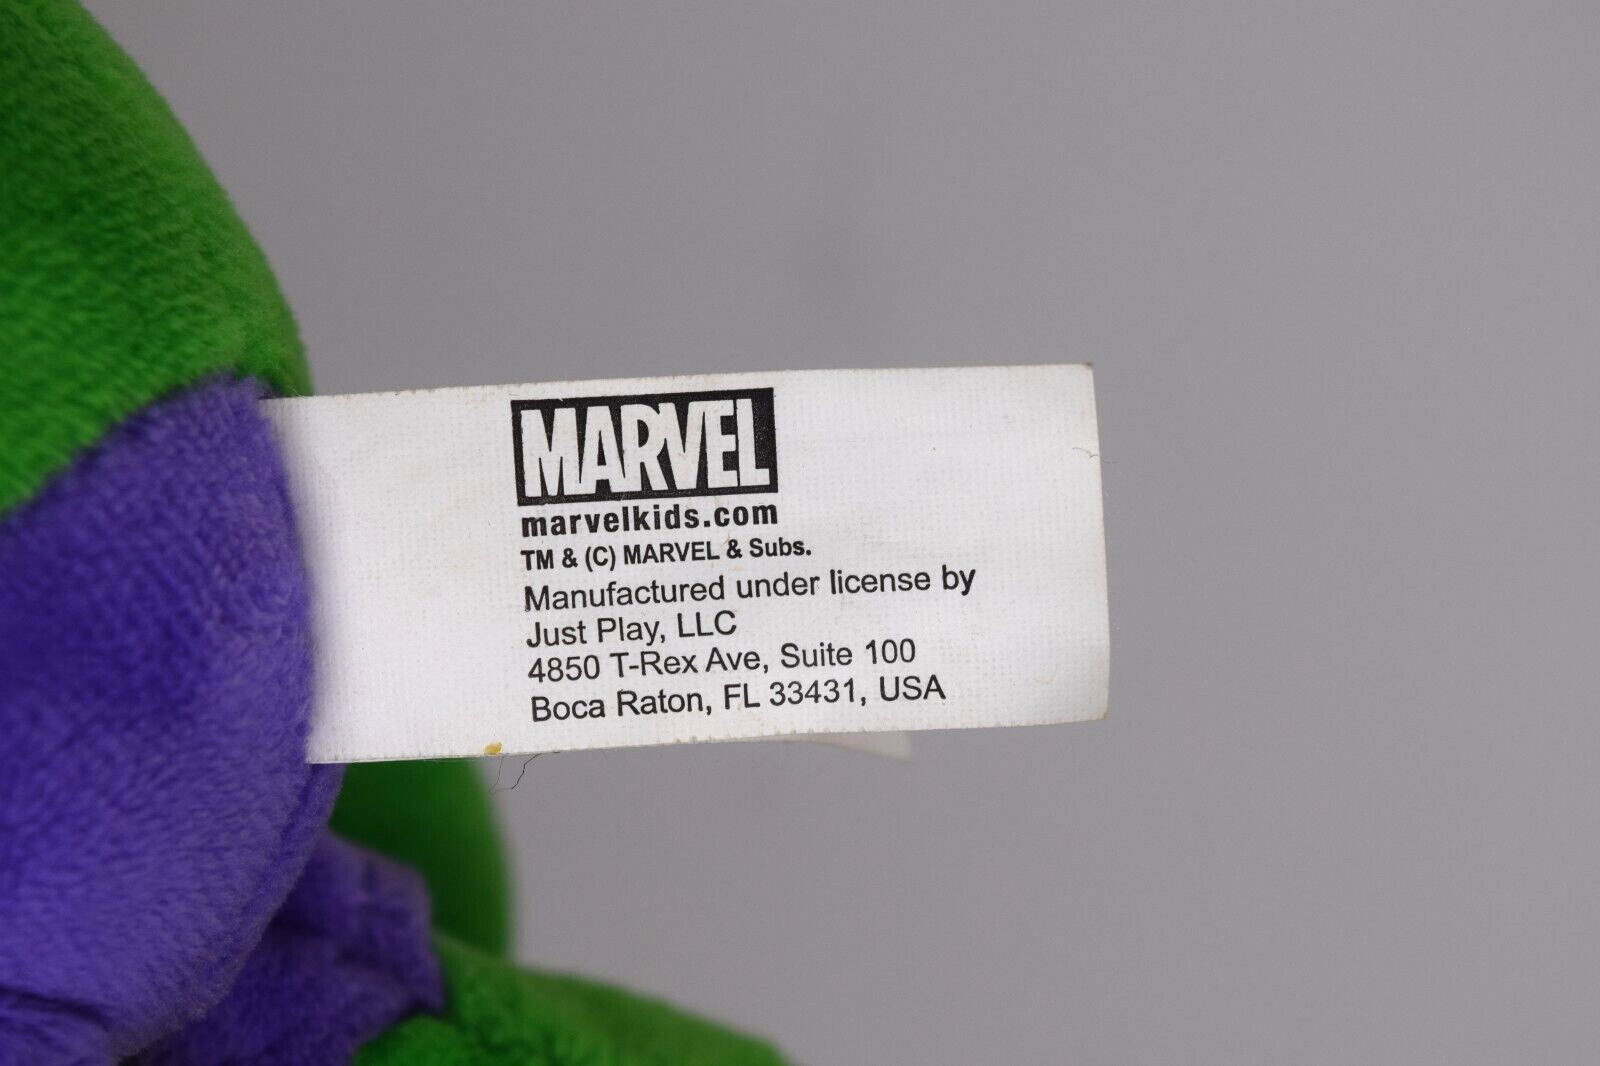 MARVEL
marvelkids.com
TM & (C) MARVEL & Subs.
Manufactured under license by
Just Play, LLC
4850 T-Rex Ave, Suite 100
Boca Raton, FL 33431, USA